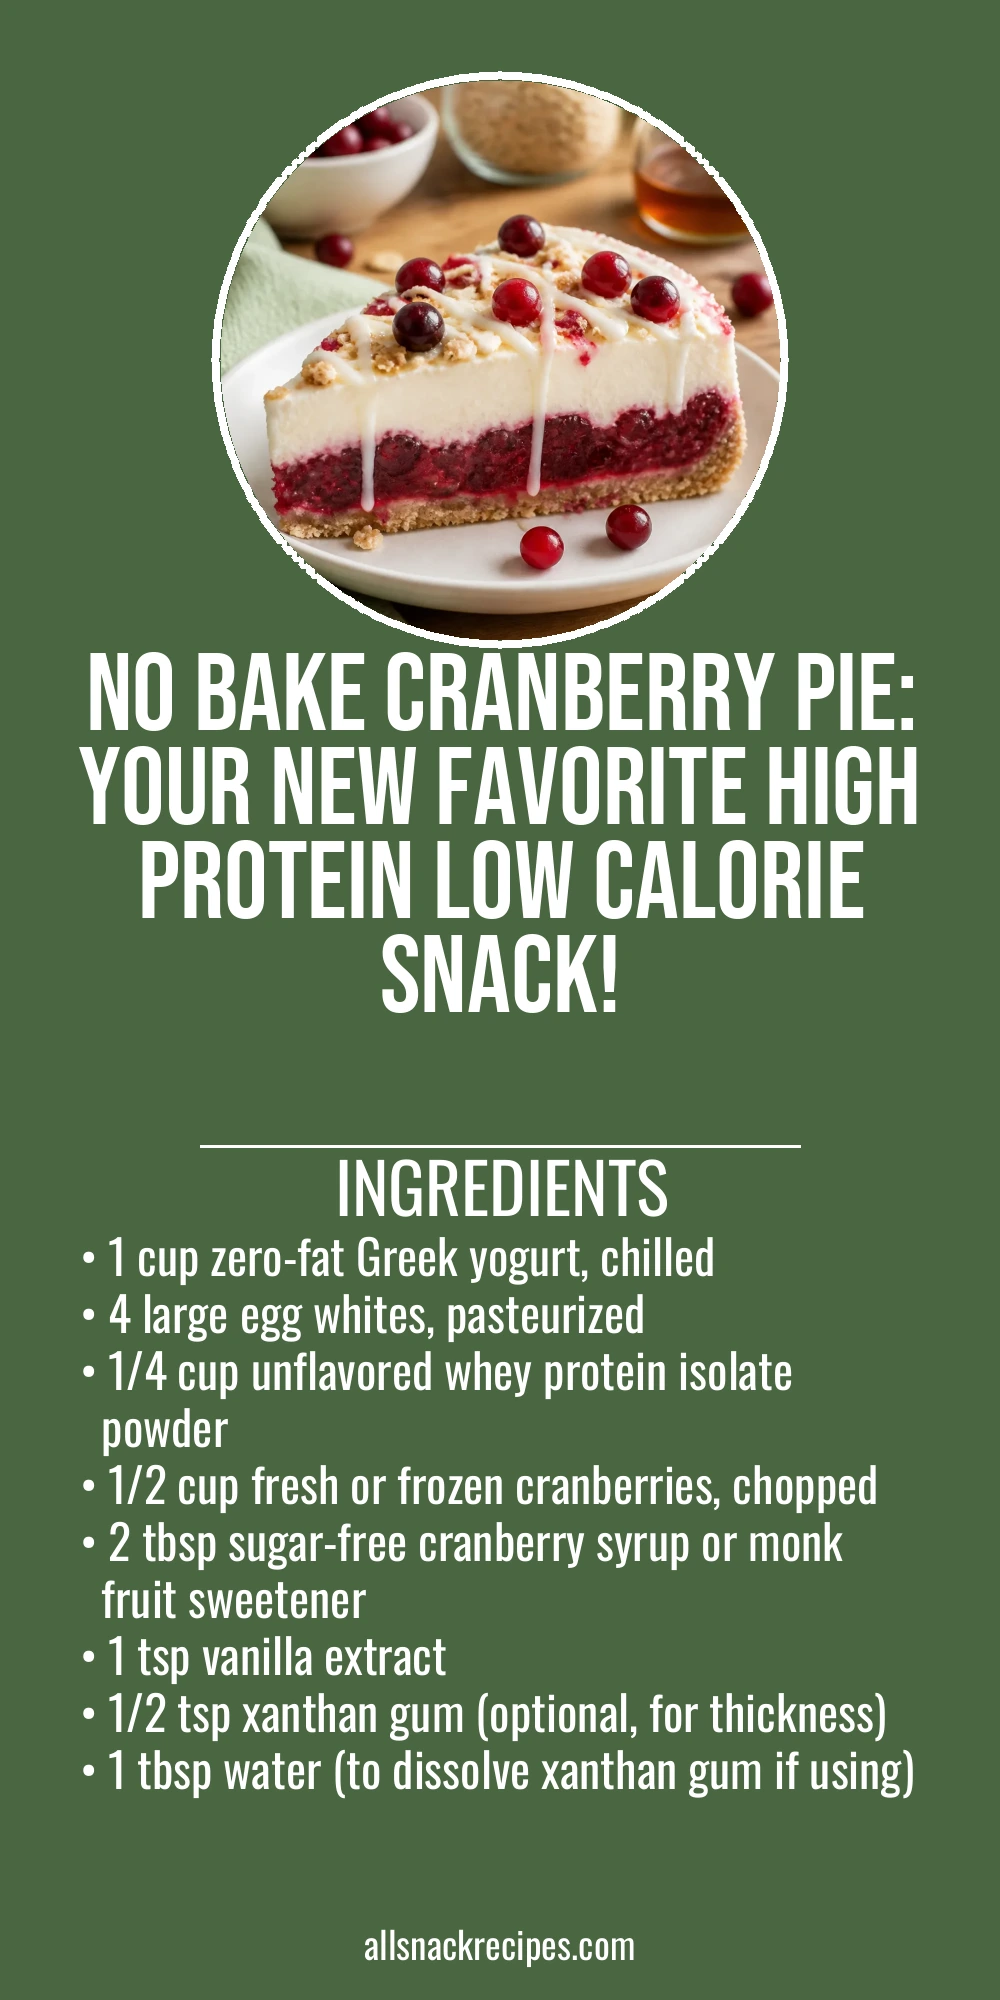 NO BAKE CRANBERRY PIE:
YOUR NEW FAVORITE HIGH
PROTEIN LOW CALORIE
SNACK!
INGREDIENTS
• 1 cup zero-fat Greek yogurt, chilled
• 4 large egg whites, pasteurized
• 1/4 cup unflavored whey protein isolate
powder
• 1/2 cup fresh or frozen cranberries, chopped
• 2 tbsp sugar-free cranberry syrup or monk
fruit sweetener
• 1 tsp vanilla extract
• 1/2 tsp xanthan gum (optional, for thickness)
• 1 tbsp water (to dissolve xanthan gum if using)
allsnackrecipes.com